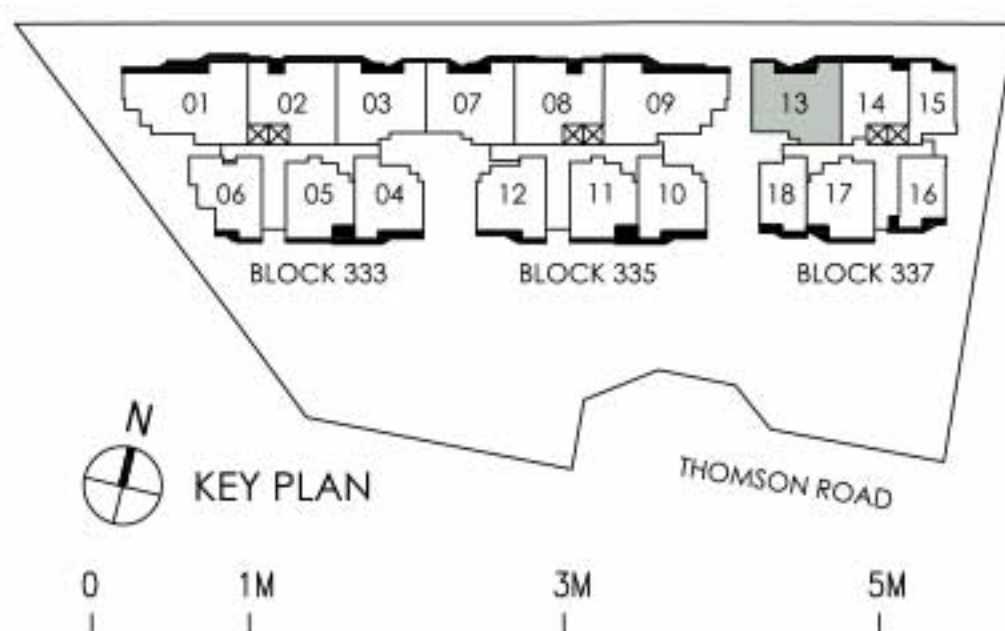 01 02 03 07 08 09 13 14 15
06 05 04 12 11 10 18 17 16
BLOCK 333 BLOCK 335 BLOCK 337
N
KEY PLAN
THOMSON ROAD
0 1M 3M 5M